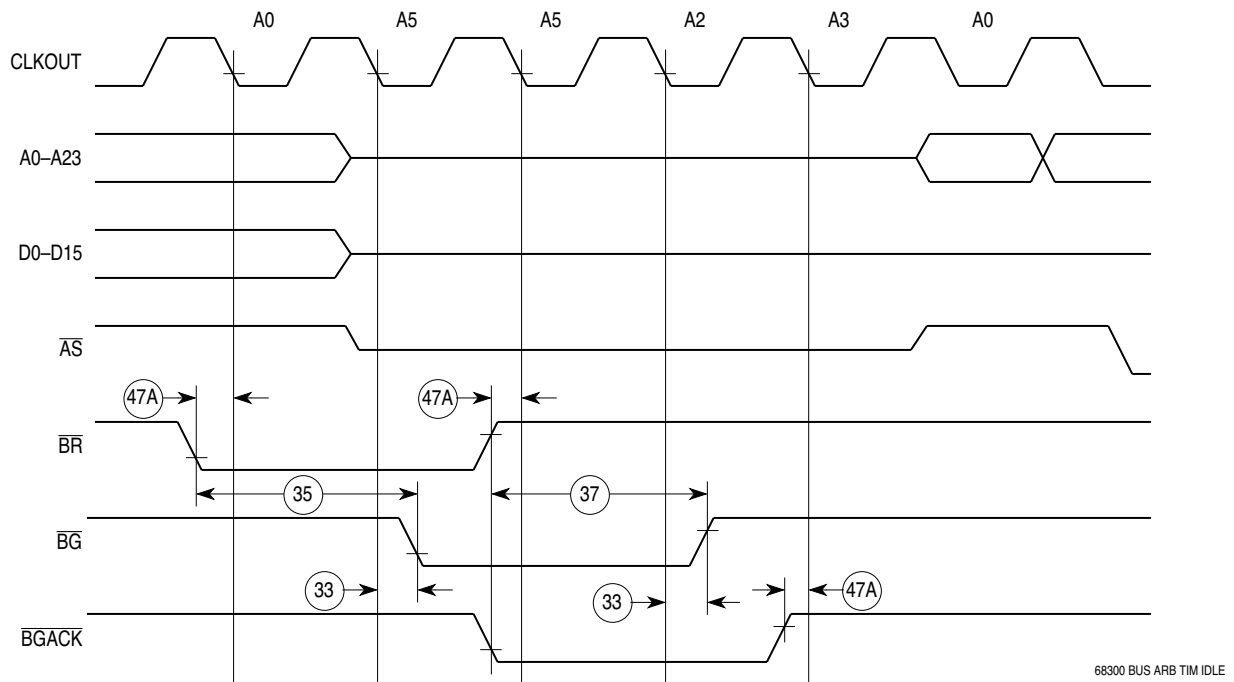 A0 A5 A5 A2 A3 A0
CLKOUT
A0–A23
D0–D15
AS
47A 47A
BR
35 37
BG
33 33 47A
BGACK
68300 BUS ARB TIM IDLE